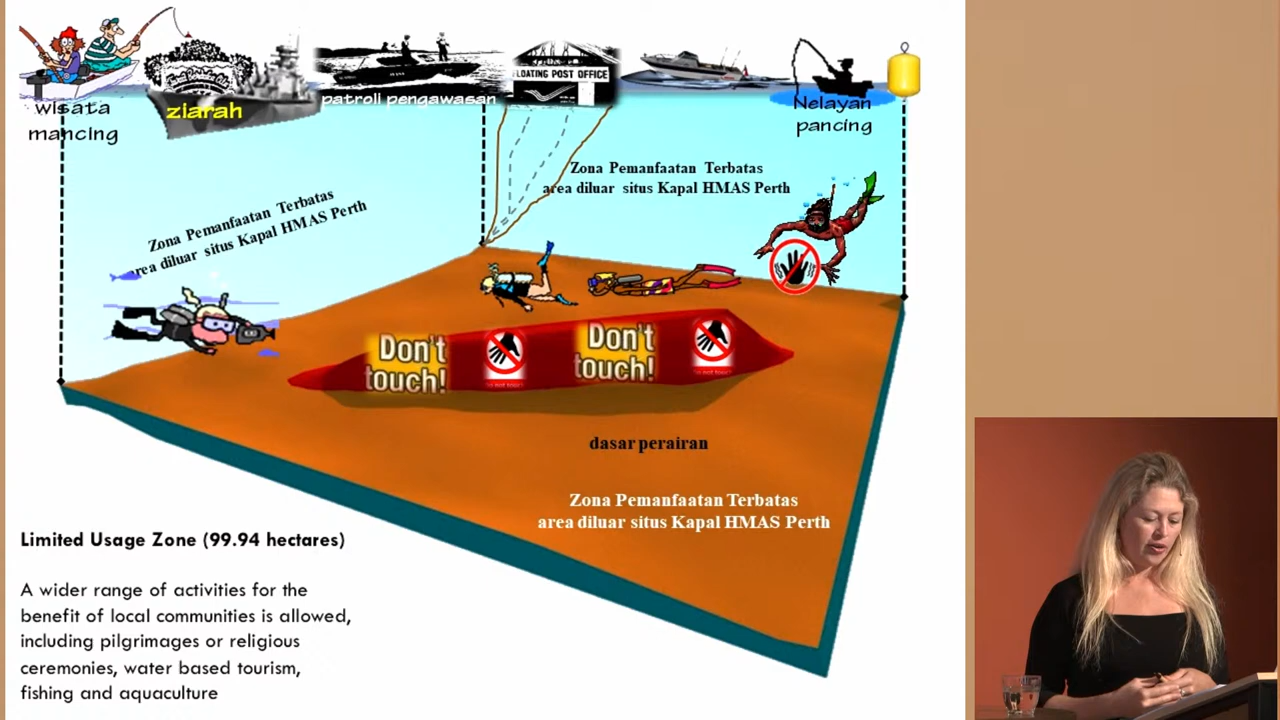 wisata
mancing
ziarah
patroli pengawasan
FLOATING POST OFFICE
Nelayan
pancing
Zona Pemanfaatan Terbatas
area diluar situs Kapal HMAS Perth
Zona Pemanfaatan Terbatas
area diluar situs Kapal HMAS Perth
Don't
touch!
Don't
touch!
dasar perairan
Zona Pemanfaatan Terbatas
area diluar situs Kapal HMAS Perth
Limited Usage Zone (99.94 hectares)
A wider range of activities for the
benefit of local communities is allowed,
including pilgrimages or religious
ceremonies, water based tourism,
fishing and aquaculture